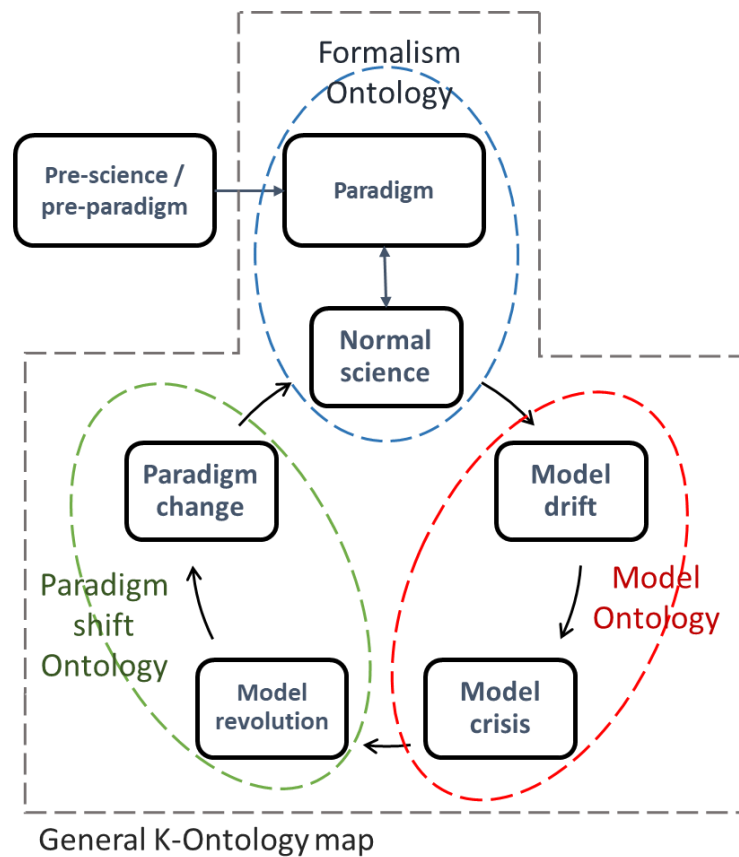 Formalism
Ontology
Pre-science /
pre-paradigm
Paradigm
Normal
science
Paradigm
change
Model
drift
Paradigm
shift
Ontology
Model
Ontology
Model
revolution
Model
crisis
General K-Ontology map